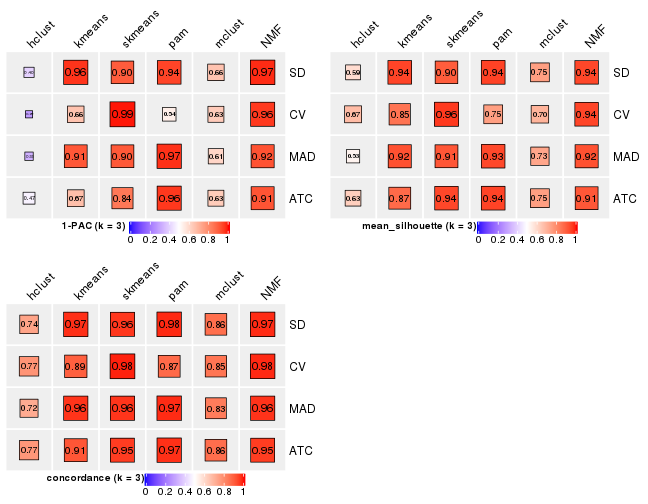 hclust kmeans skmeans pam mclust NMF
0.96 0.90 0.94 0.66 0.97 SD
0.66 0.99 0.54 0.63 0.96 CV
0.91 0.90 0.97 0.61 0.92 MAD
0.47 0.67 0.84 0.96 0.63 0.91 ATC
1-PAC (k = 3)
0 0.2 0.4 0.6 0.8 1
hclust kmeans skmeans pam mclust NMF
0.59 0.94 0.90 0.94 0.75 0.94 SD
0.67 0.85 0.96 0.75 0.70 0.94 CV
0.53 0.92 0.91 0.93 0.73 0.92 MAD
0.63 0.87 0.94 0.94 0.75 0.91 ATC
mean_silhouette (k = 3)
0 0.2 0.4 0.6 0.8 1
hclust kmeans skmeans pam mclust NMF
0.74 0.97 0.96 0.98 0.86 0.97 SD
0.77 0.89 0.98 0.87 0.85 0.98 CV
0.72 0.96 0.96 0.97 0.83 0.96 MAD
0.77 0.91 0.95 0.97 0.86 0.95 ATC
concordance (k = 3)
0 0.2 0.4 0.6 0.8 1